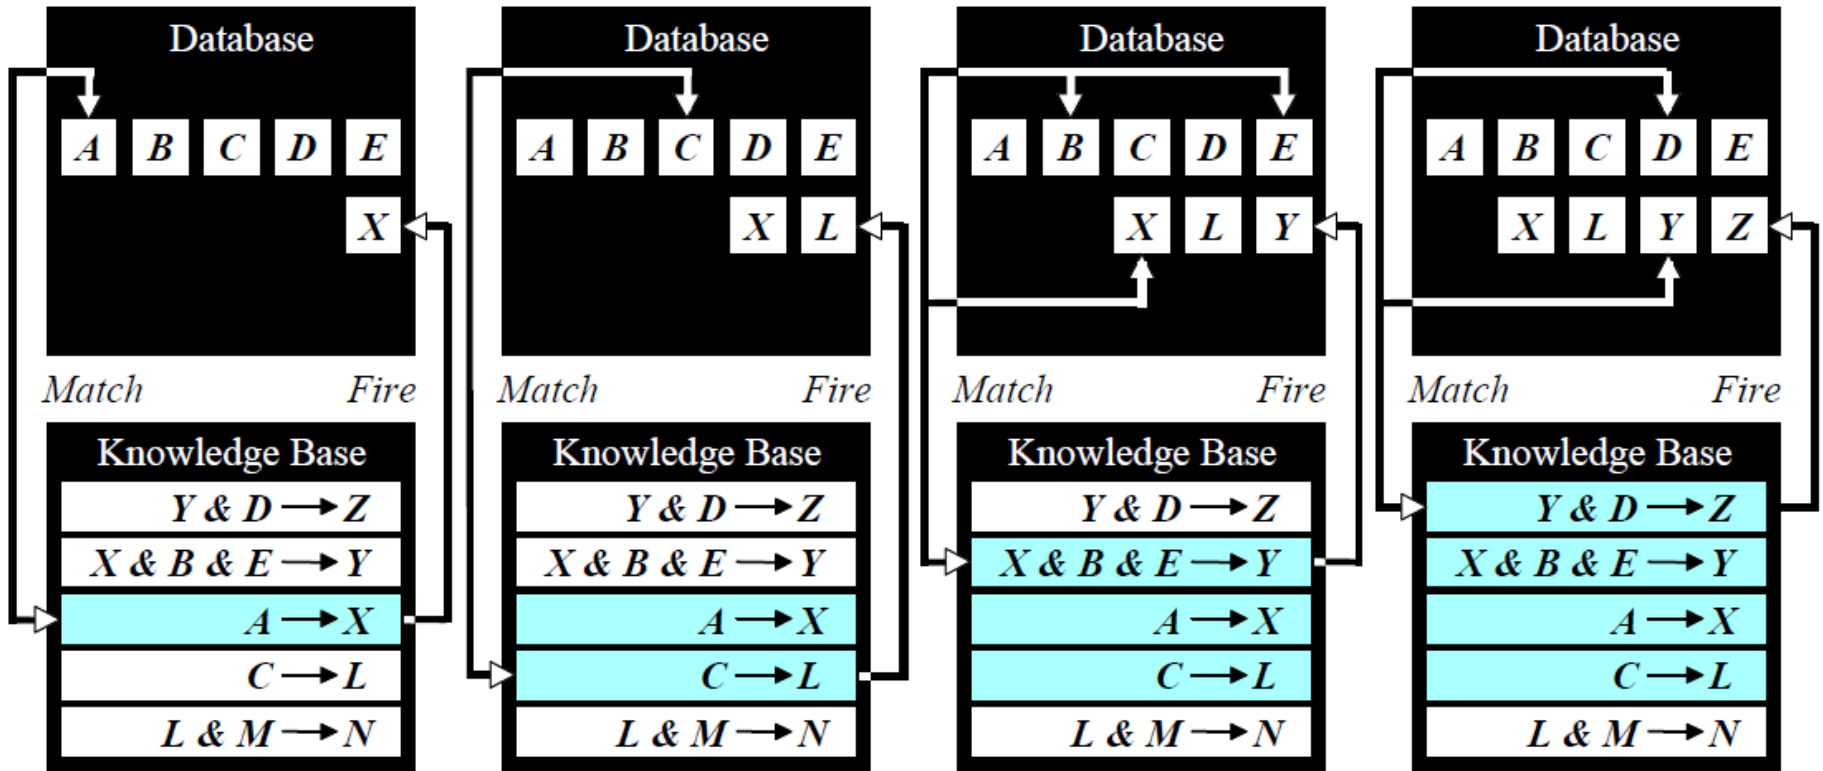 Database Database Database Database
A B C D E A B C D E A B C D E A B C D E
X X L X L Y X L Y Z
Match Fire Match Fire Match Fire Match Fire
Knowledge Base Knowledge Base Knowledge Base Knowledge Base
Y & D → Z Y & D → Z Y & D → Z Y & D → Z
X & B & E → Y X & B & E → Y X & B & E → Y X & B & E → Y
A → X A → X A → X A → X
C → L C → L C → L C → L
L & M → N L & M → N L & M → N L & M → N